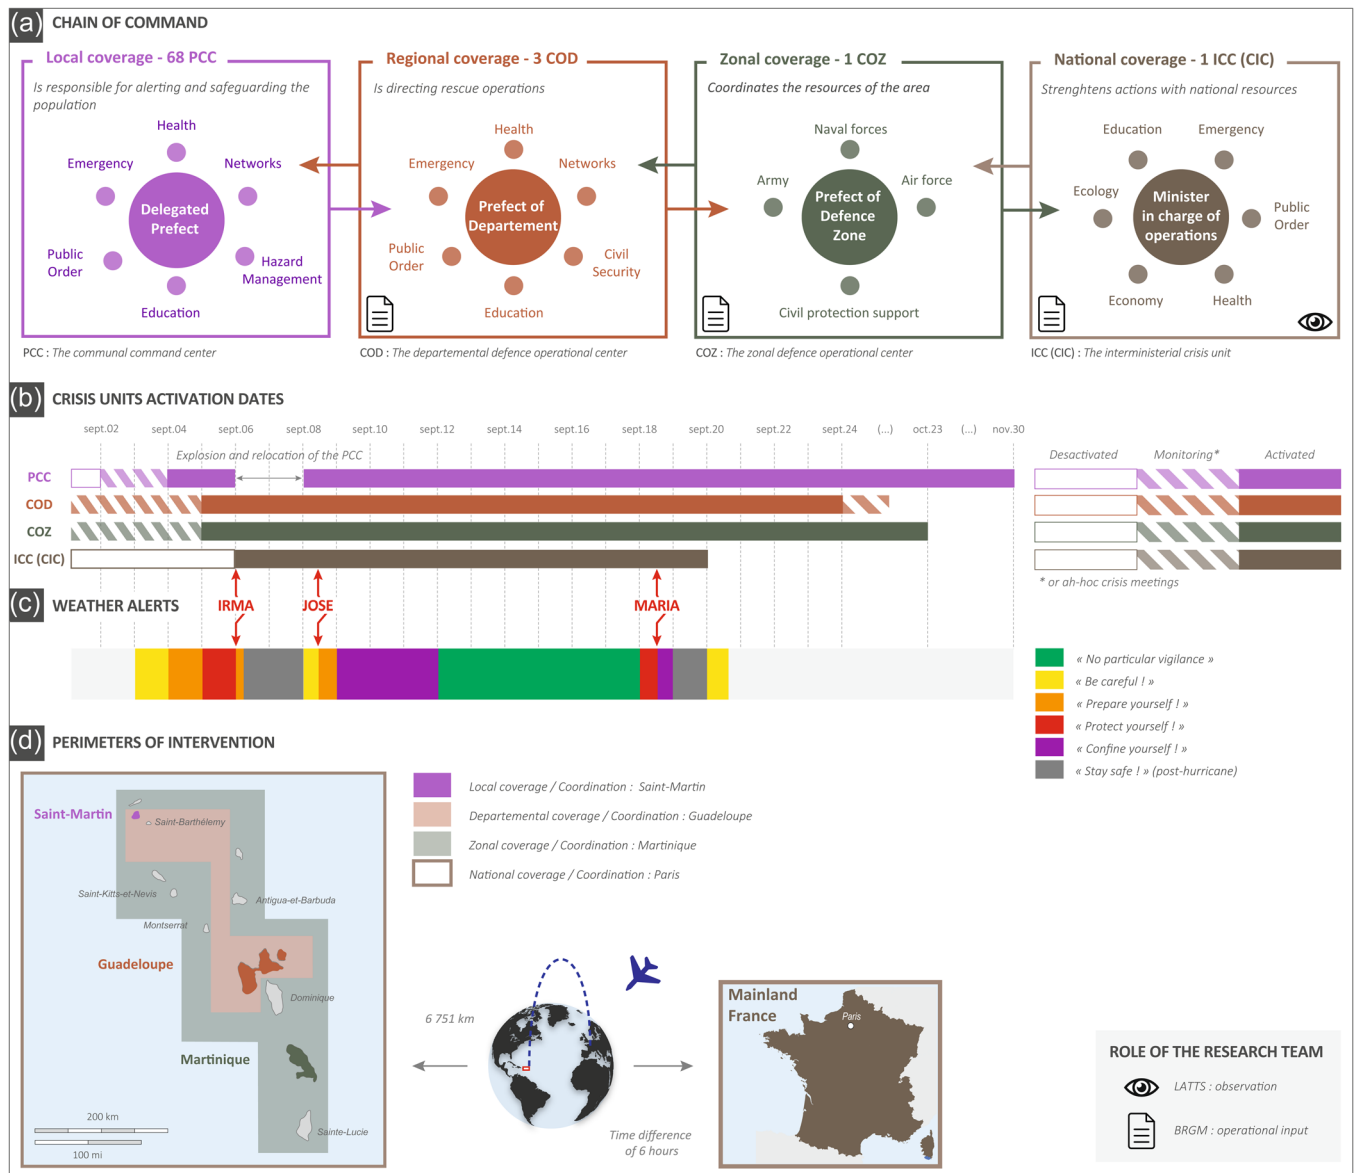 (a) CHAIN OF COMMAND
Local coverage - 68 PCC
Is responsible for alerting and safeguarding the
population
Health
Emergency
Networks
Delegated
Prefect
Public
Order
Hazard
Management
Education
PCC : The communal command center
Regional coverage - 3 COD
Is directing rescue operations
Health
Emergency
Networks
Prefect of
Departement
Public
Order
Civil
Security
Education
COD : The departmental defence operational center
Zonal coverage - 1 COZ
Coordinates the resources of the area
Naval forces
Army
Air force
Prefect of
Defence
Zone
Civil protection support
COZ : The zonal defence operational center
National coverage - 1 ICC (CIC)
Strenghtens actions with national resources
Education
Emergency
Ecology
Minister
in charge of
operations
Public
Order
Economy
Health
ICC (CIC) : The interministerial crisis unit
(b) CRISIS UNITS ACTIVATION DATES
sept.02 sept.04 sept.06 sept.08 sept.10 sept.12 sept.14 sept.16 sept.18 sept.20 sept.22 sept.24 (...) oct.23 (...) nov.30
Explosion and relocation of the PCC
Desactivated Monitoring* Activated
PCC
COD
COZ
ICC (CIC)
* or ah-hoc crisis meetings
(c) WEATHER ALERTS
IRMA JOSE MARIA
« No particular vigilance »
« Be careful ! »
« Prepare yourself ! »
« Protect yourself ! »
« Confine yourself ! »
« Stay safe ! » (post-hurricane)
(d) PERIMETERS OF INTERVENTION
Saint-Martin
Saint-Barthélemy
Saint-Kitts-et-Nevis
Antigua-et-Barbuda
Montserrat
Guadeloupe
Dominique
Martinique
Sainte-Lucie
200 km
100 mi
Local coverage / Coordination : Saint-Martin
Departemental coverage / Coordination : Guadeloupe
Zonal coverage / Coordination : Martinique
National coverage / Coordination : Paris
6 751 km
Time difference
of 6 hours
Mainland
France
Paris
ROLE OF THE RESEARCH TEAM
LATTS : observation
BRGM : operational input